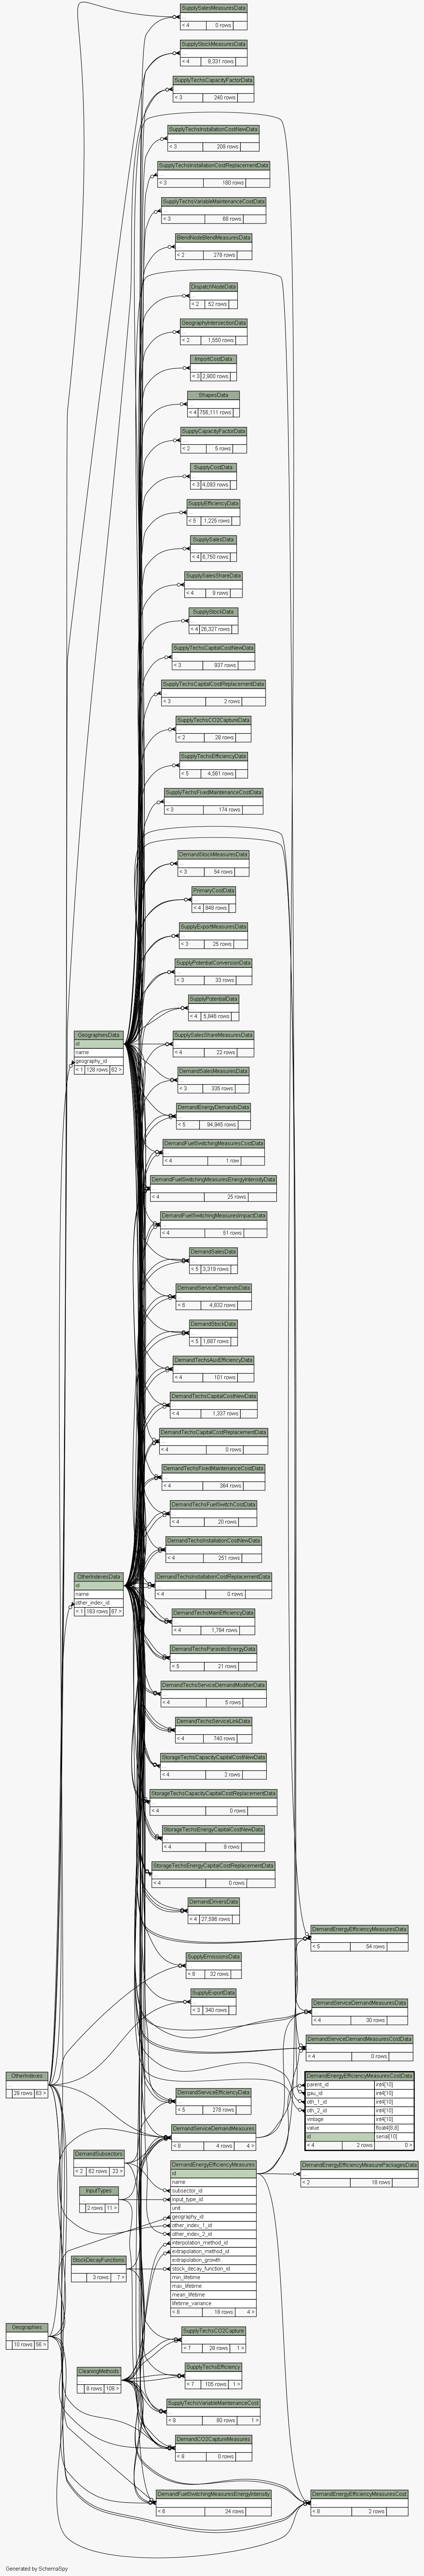 SupplySalesMeasuresData
< 4 0 rows
SupplyStockMeasuresData
< 4 9,331 rows
SupplyTechsCapacityFactorData
< 3 240 rows
SupplyTechsInstallationCostNewData
< 3 209 rows
SupplyTechsInstallationCostReplacementData
< 3 180 rows
SupplyTechsVariableMaintenanceCostData
< 3 68 rows
BlendNodeBlendMeasuresData
< 2 278 rows
DispatchNodeData
< 2 52 rows
GeographyIntersectionData
< 2 1,550 rows
ImportCostData
< 3 2,900 rows
ShapesData
< 4 756,111 rows
SupplyCapacityFactorData
< 2 5 rows
SupplyCostData
< 3 4,093 rows
SupplyEfficiencyData
< 5 1,225 rows
SupplySalesData
< 4 6,750 rows
SupplySalesShareData
< 4 9 rows
SupplyStockData
< 4 26,327 rows
SupplyTechsCapitalCostNewData
< 3 937 rows
SupplyTechsCapitalCostReplacementData
< 3 2 rows
SupplyTechsCO2CaptureData
< 2 28 rows
SupplyTechsEfficiencyData
< 5 4,561 rows
SupplyTechsFixedMaintenanceCostData
< 3 174 rows
DemandStockMeasuresData
< 3 54 rows
PrimaryCostData
< 4 848 rows
SupplyExportMeasuresData
< 3 25 rows
SupplyPotentialConversionData
< 3 33 rows
SupplyPotentialData
< 4 5,846 rows
GeographiesData
id
name
geography_id
< 1 128 rows 62 >
SupplySalesShareMeasuresData
< 4 22 rows
DemandSalesMeasuresData
< 3 335 rows
DemandEnergyDemandsData
< 5 94,945 rows
DemandFuelSwitchingMeasuresCostData
< 4 1 row
DemandFuelSwitchingMeasuresEnergyIntensityData
< 4 25 rows
DemandFuelSwitchingMeasuresImpactData
< 4 51 rows
DemandSalesData
< 5 3,319 rows
DemandServiceDemandsData
< 6 4,832 rows
DemandStockData
< 5 1,687 rows
DemandTechsAuxEfficiencyData
< 4 101 rows
DemandTechsCapitalCostNewData
< 4 1,337 rows
DemandTechsCapitalCostReplacementData
< 4 0 rows
DemandTechsFixedMaintenanceCostData
< 4 384 rows
DemandTechsFuelSwitchCostData
< 4 20 rows
DemandTechsInstallationCostNewData
< 4 251 rows
OtherIndexesData
id
name
other_index_id
< 1 163 rows 67 >
DemandTechsInstallationCostReplacementData
< 4 0 rows
DemandTechsMainEfficiencyData
< 4 1,784 rows
DemandTechsParasiticEnergyData
< 5 21 rows
DemandTechsServiceDemandModifierData
< 4 5 rows
DemandTechsServiceLinkData
< 4 740 rows
StorageTechsCapacityCapitalCostNewData
< 4 2 rows
StorageTechsCapacityCapitalCostReplacementData
< 4 0 rows
StorageTechsEnergyCapitalCostNewData
< 4 9 rows
StorageTechsEnergyCapitalCostReplacementData
< 4 0 rows
DemandDriversData
< 4 27,596 rows
DemandEnergyEfficiencyMeasuresData
< 5 54 rows
SupplyEmissionsData
< 6 32 rows
SupplyExportData
< 3 340 rows
DemandServiceDemandMeasuresData
< 4 30 rows
DemandServiceDemandMeasuresCostData
< 4 0 rows
OtherIndexes
29 rows 63 >
DemandEnergyEfficiencyMeasuresCostData
parent_id int4[10]
gau_id int4[10]
oth_1_id int4[10]
oth_2_id int4[10]
vintage int4[10]
value float4[8,8]
id serial[10]
< 4 2 rows 0 >
DemandServiceEfficiencyData
< 5 278 rows
DemandServiceDemandMeasures
< 8 4 rows 4 >
DemandSubsectors
< 2 62 rows 23 >
DemandEnergyEfficiencyMeasures
id
name
subsector_id
input_type_id
unit
geography_id
other_index_1_id
other_index_2_id
interpolation_method_id
extrapolation_method_id
extrapolation_growth
stock_decay_function_id
min_lifetime
max_lifetime
mean_lifetime
lifetime_variance
< 8 18 rows 4 >
DemandEnergyEfficiencyMeasurePackagesData
< 2 18 rows
InputTypes
2 rows 11 >
StockDecayFunctions
3 rows 7 >
Geographies
10 rows 56 >
SupplyTechsCO2Capture
< 7 28 rows 1 >
CleaningMethods
8 rows 108 >
SupplyTechsEfficiency
< 7 105 rows 1 >
SupplyTechsVariableMaintenanceCost
< 8 80 rows 1 >
DemandCO2CaptureMeasures
< 8 0 rows
DemandFuelSwitchingMeasuresEnergyIntensity
< 6 24 rows
DemandEnergyEfficiencyMeasuresCost
< 6 2 rows
Generated by SchemaSpy